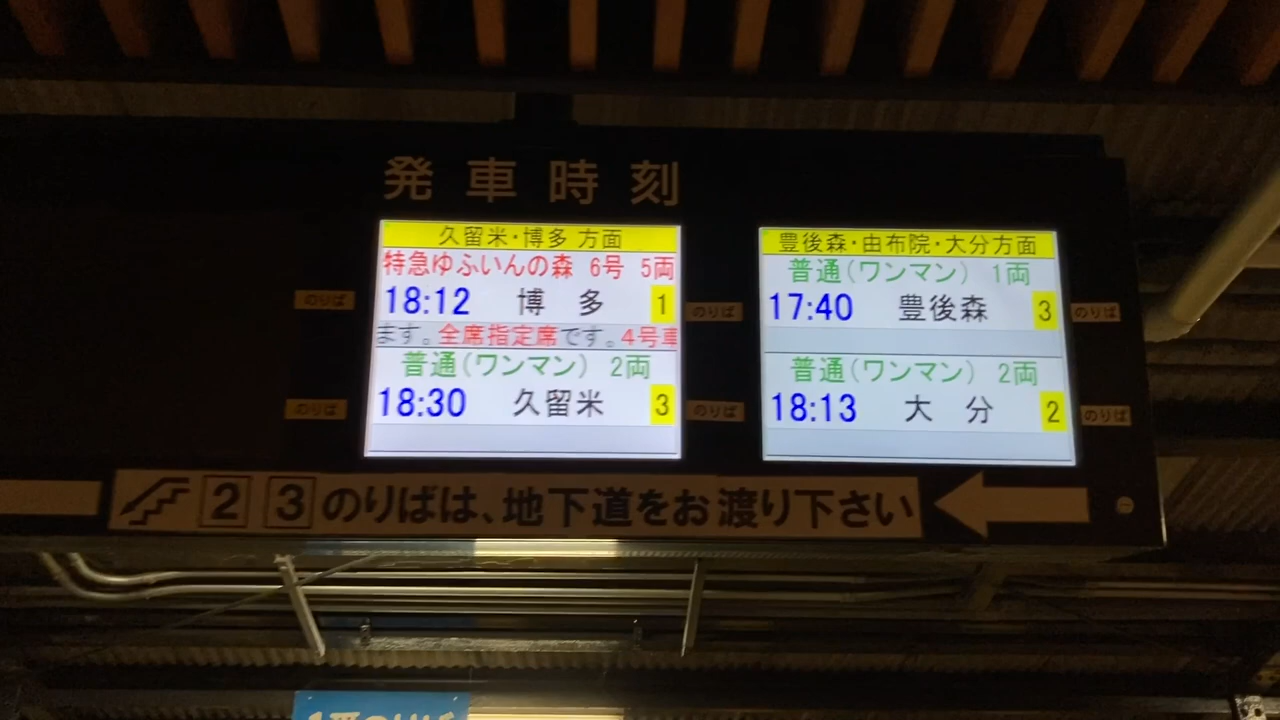 発車時刻
久留米・博多 方面
特急ゆふいんの森 6号 5両
のりば 18:12 博多 1 のりば
ます。全席指定席です。4号車
普通(ワンマン) 2両
のりば 18:30 久留米 3 のりば
豊後森・由布院・大分方面
普通(ワンマン) 1両
17:40 豊後森 3 のりば
普通(ワンマン) 2両
18:13 大分 2 のりば
2 3 のりばは、地下道をお渡り下さい